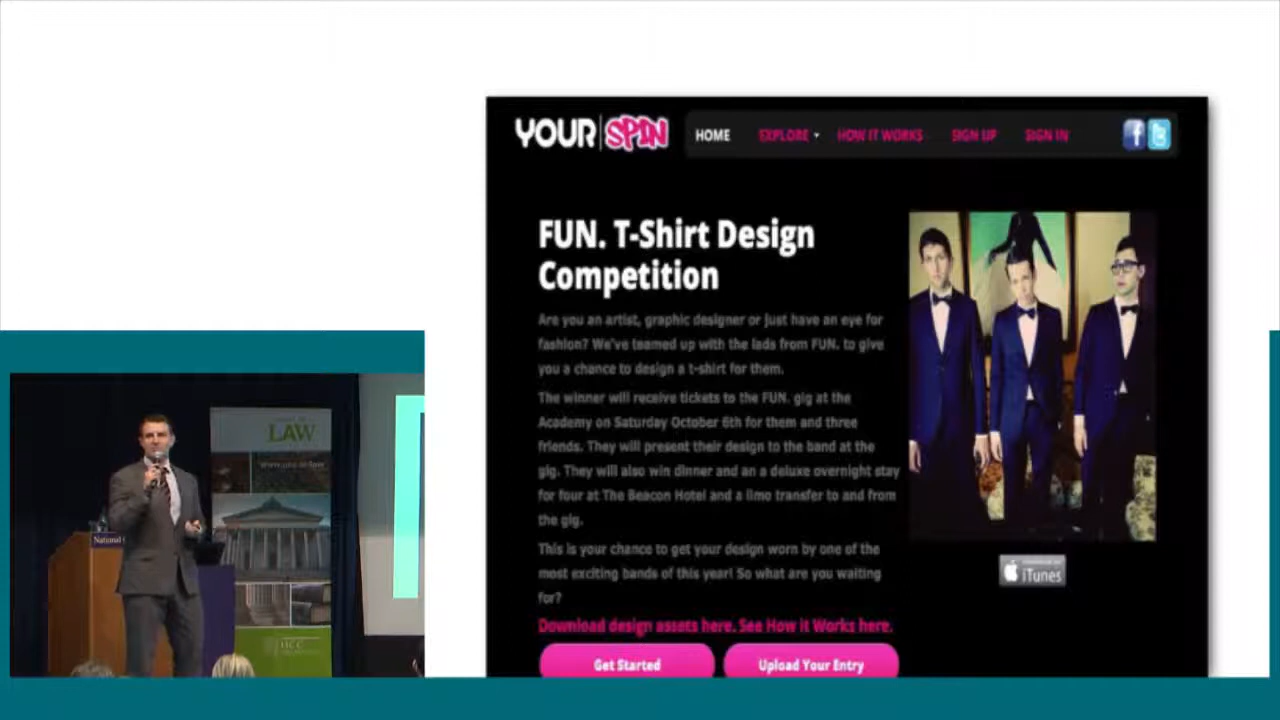 YOUR SPIN
HOME EXPLORE HOW IT WORKS SIGN UP SIGN IN
FUN. T-Shirt Design
Competition
Are you an artist, graphic designer or just have an eye for
fashion? We've teamed up with the lads from FUN. to give
you a chance to design a t-shirt for them.
The winner will receive tickets to the FUN. gig at the
Academy on Saturday October 6th for them and three
friends. They will present their design to the band at the
gig. They will also win dinner and an a deluxe overnight stay
for four at The Beacon Hotel and a limo transfer to and from
the gig.
This is your chance to get your design worn by one of the
most exciting bands of this year! So what are you waiting
for?
Download design assets here. See How it Works here.
Get Started
Upload Your Entry
iTunes
LAW
www.ucc.ie/law
National
UCC